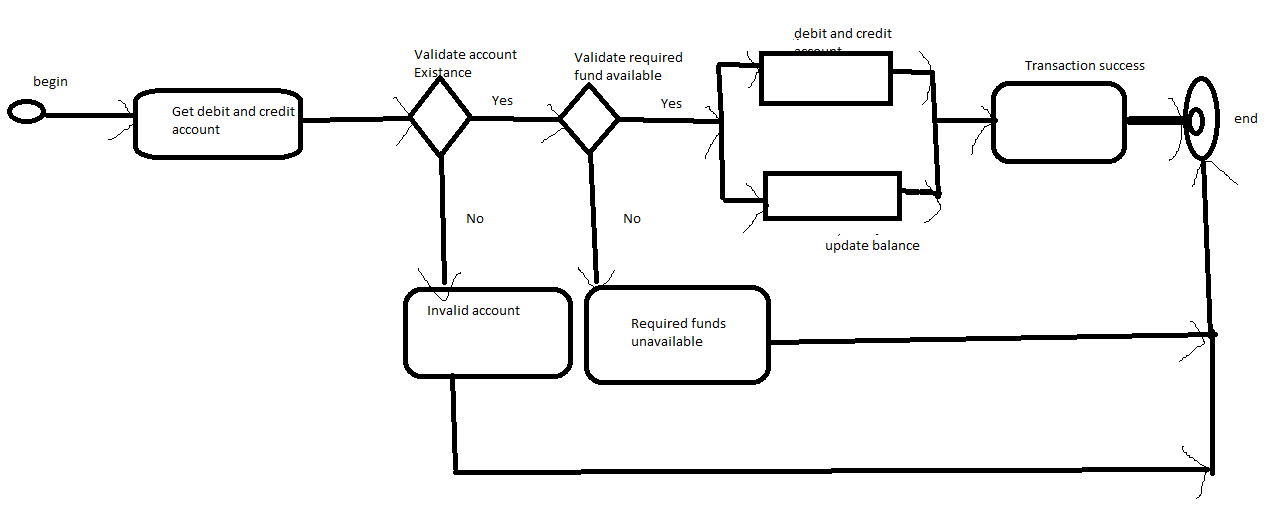 begin
Get debit and credit
account
Validate account
Existance
Yes
No
Validate required
fund available
Yes
No
debit and credit
account
update balance
Transaction success
end
Invalid account
Required funds
unavailable